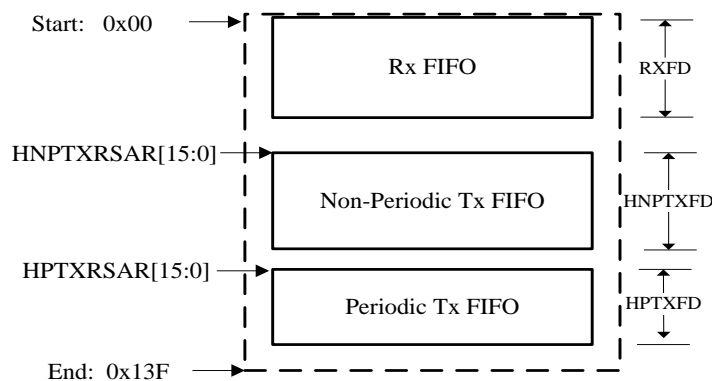 Start: 0x00
Rx FIFO
RXFD
HNPTXRSAR[15:0]
Non-Periodic Tx FIFO
HNPTXFD
HPTXRSAR[15:0]
Periodic Tx FIFO
HPTXFD
End: 0x13F